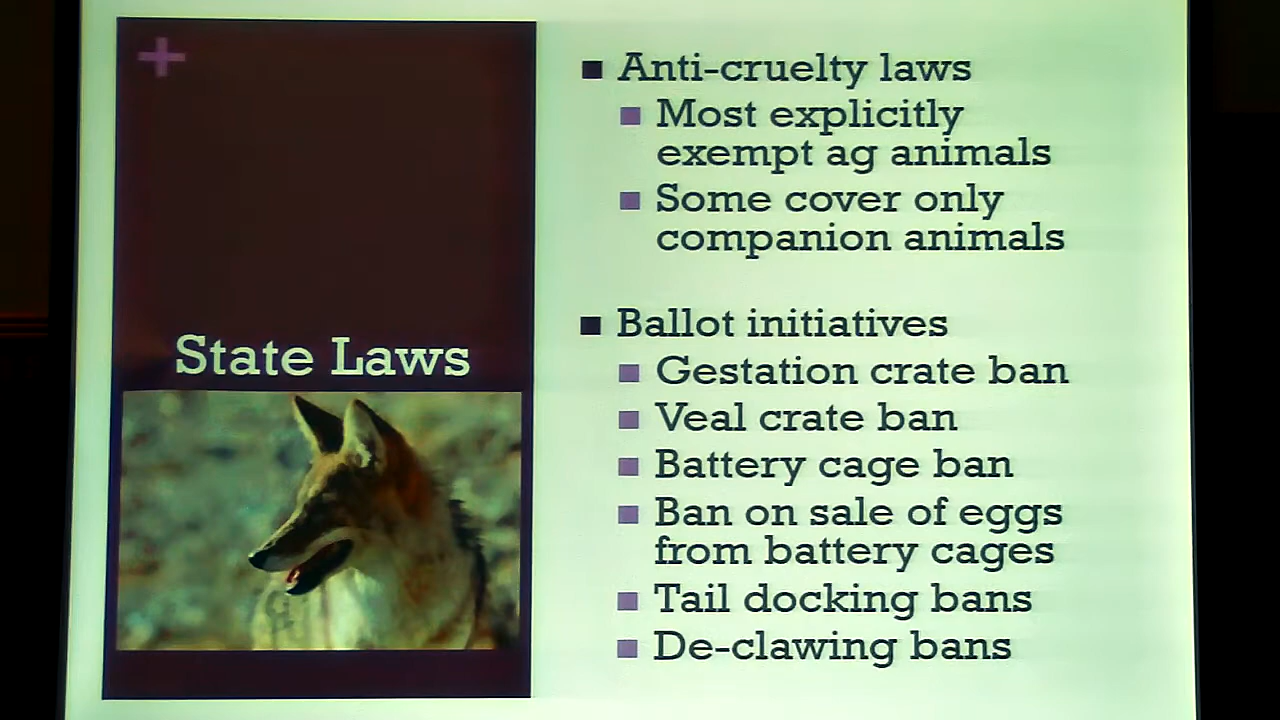 State Laws
Anti-cruelty laws
Most explicitly
exempt ag animals
Some cover only
companion animals
Ballot initiatives
Gestation crate ban
Veal crate ban
Battery cage ban
Ban on sale of eggs
from battery cages
Tail docking bans
De-clawing bans